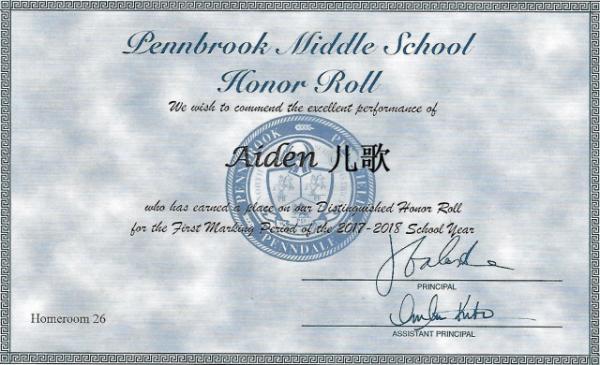 Pennbrook Middle School
Honor Roll
We wish to commend the excellent performance of
Aiden 儿歌
who has earned a place on our Distinguished Honor Roll
for the First Marking Period of the 2017-2018 School Year
PENNBROOK
PENNDALE
PRINCIPAL
Homeroom 26
ASSISTANT PRINCIPAL